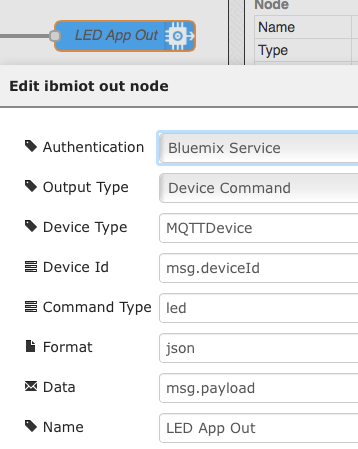 Node
LED App Out
Name
Type
Edit ibmiot out node
Authentication Bluemix Service
Output Type Device Command
Device Type MQTTDevice
Device Id msg.deviceId
Command Type led
Format json
Data msg.payload
Name LED App Out